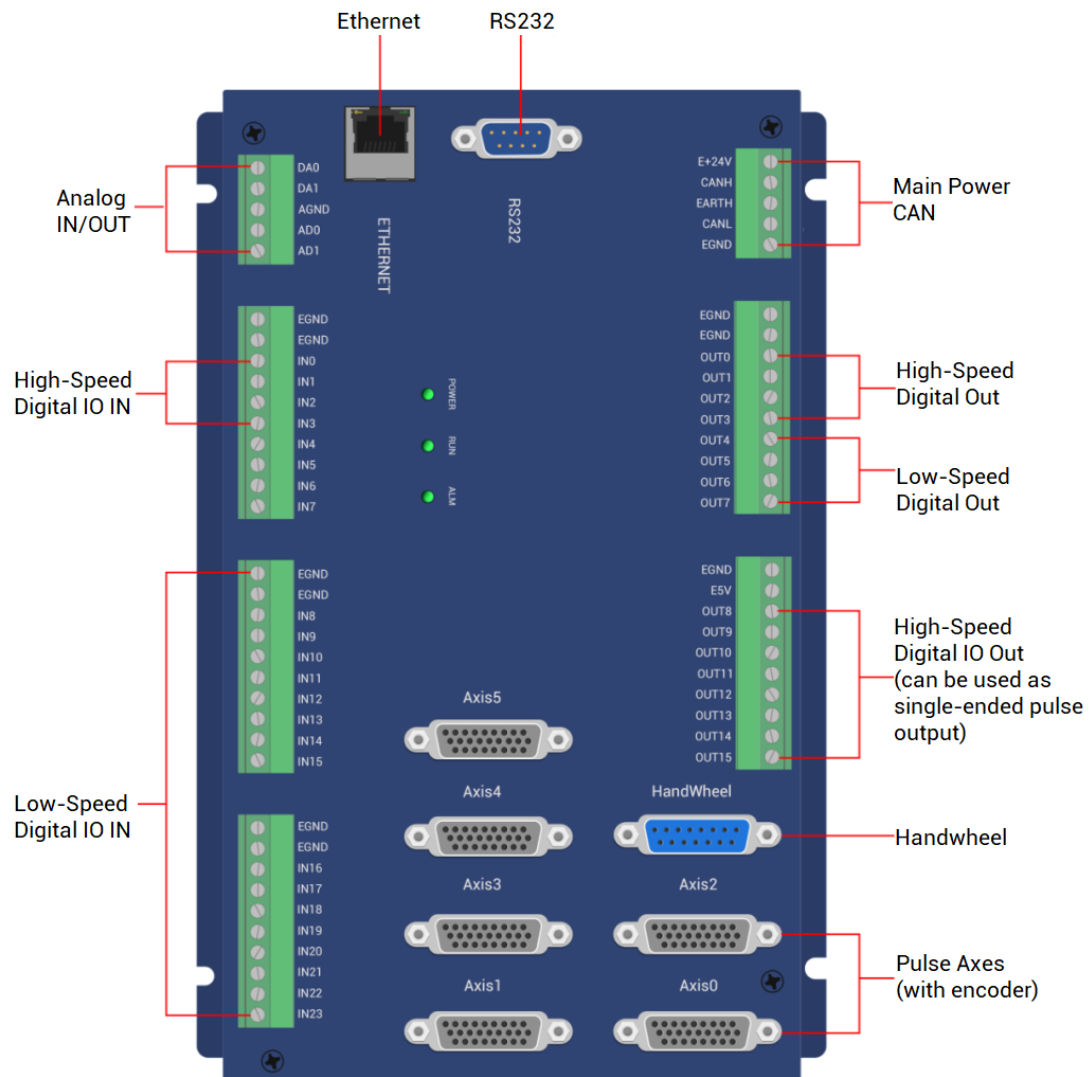 Ethernet
RS232
Analog
IN/OUT
DA0
DA1
AGND
AD0
AD1
ETHERNET
RS232
E+24V
CANH
EARTH
CANL
EGND
Main Power
CAN
High-Speed
Digital IO IN
EGND
EGND
IN0
IN1
IN2
IN3
IN4
IN5
IN6
IN7
POWER
RUN
ALM
EGND
EGND
OUT0
OUT1
OUT2
OUT3
OUT4
OUT5
OUT6
OUT7
High-Speed
Digital Out
Low-Speed
Digital Out
Low-Speed
Digital IO IN
EGND
EGND
IN8
IN9
IN10
IN11
IN12
IN13
IN14
IN15
EGND
E5V
OUT8
OUT9
OUT10
OUT11
OUT12
OUT13
OUT14
OUT15
High-Speed
Digital IO Out
(can be used as
single-ended pulse
output)
EGND
EGND
IN16
IN17
IN18
IN19
IN20
IN21
IN22
IN23
Axis5
Axis4
HandWheel
Handwheel
Axis3
Axis2
Axis1
Axis0
Pulse Axes
(with encoder)